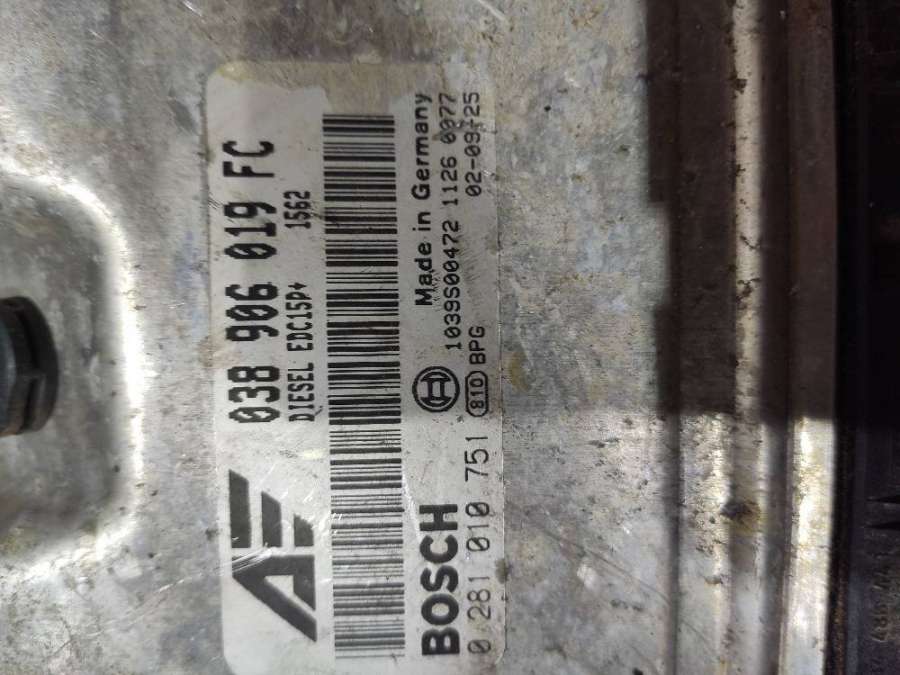 038 906 019 FC
DIESEL EDC15P+ 1562
Made in Germany
BOSCH 1039S00472 1126 0077
0 281 010 751 D 810 BPG 02-09-25